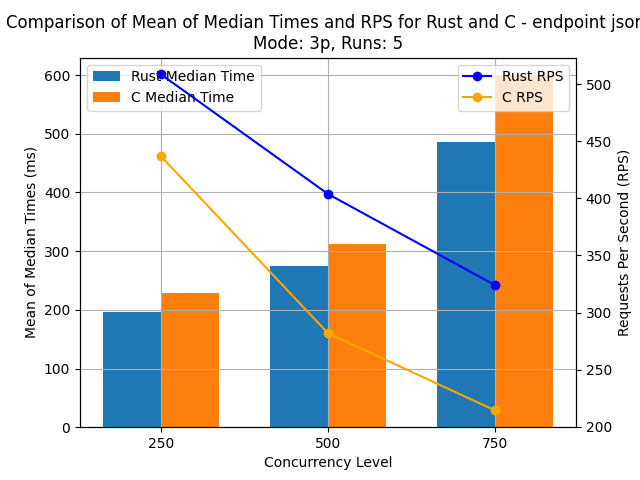 Comparison of Mean of Median Times and RPS for Rust and C - endpoint json
Mode: 3p, Runs: 5
Rust Median Time
C Median Time
Rust RPS
C RPS
Mean of Median Times (ms)
600
500
400
300
200
100
0
250
500
750
Concurrency Level
500
450
400
350
300
250
200
Requests Per Second (RPS)